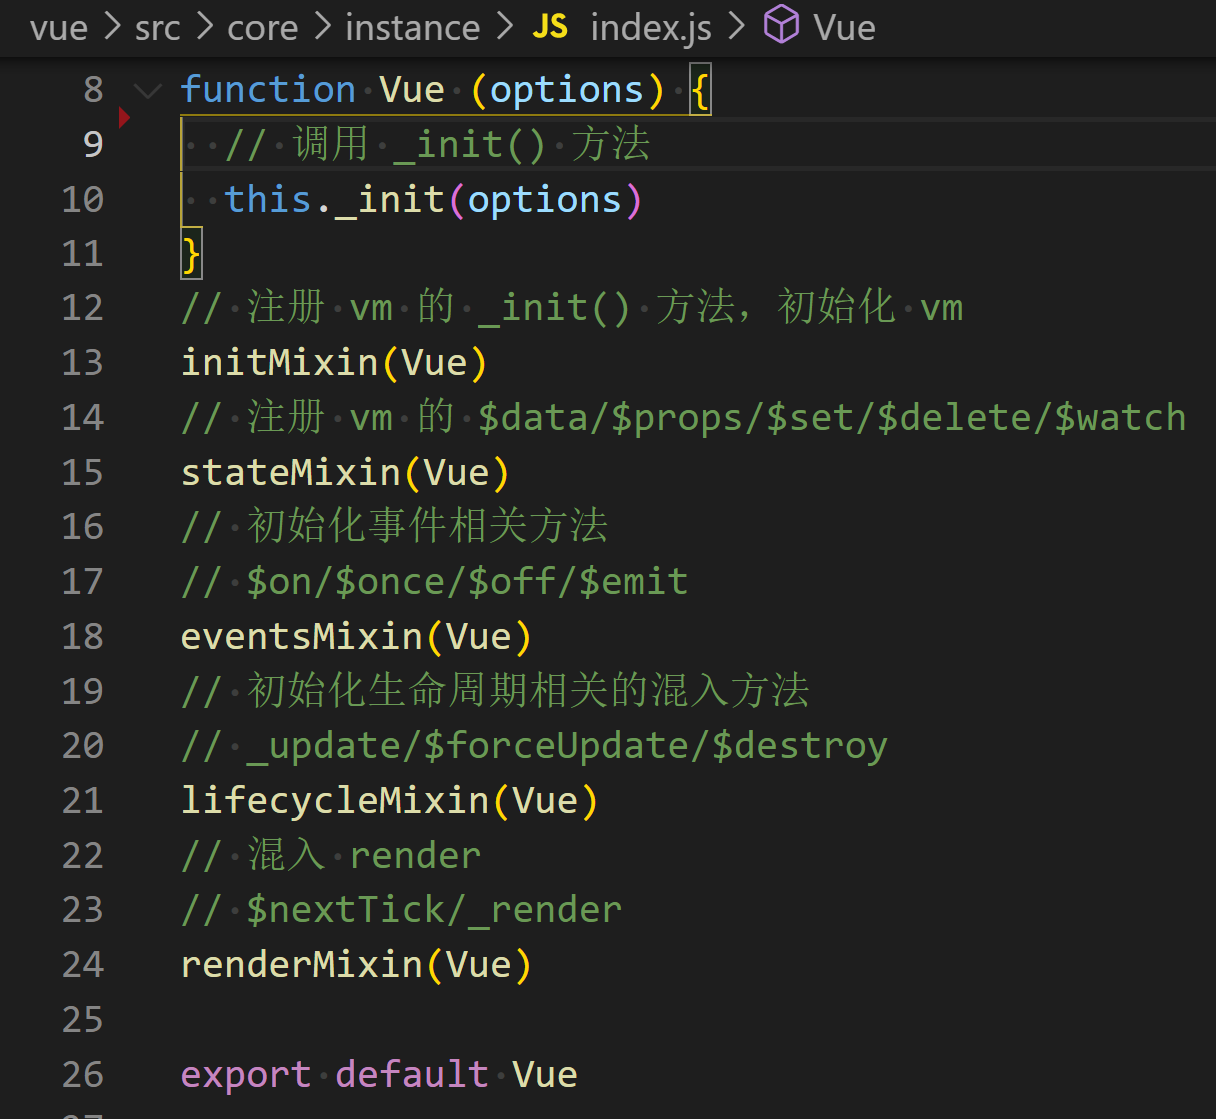 vue > src > core > instance > JS index.js > Vue
8 function Vue (options) {
9 // 调用 _init() 方法
10 this._init(options)
11 }
12 // 注册 vm 的 _init() 方法，初始化 vm
13 initMixin(Vue)
14 // 注册 vm 的 $data/$props/$set/$delete/$watch
15 stateMixin(Vue)
16 // 初始化事件相关方法
17 // $on/$once/$off/$emit
18 eventsMixin(Vue)
19 // 初始化生命周期相关的混入方法
20 // _update/$forceUpdate/$destroy
21 lifecycleMixin(Vue)
22 // 混入 render
23 // $nextTick/_render
24 renderMixin(Vue)
25
26 export default Vue